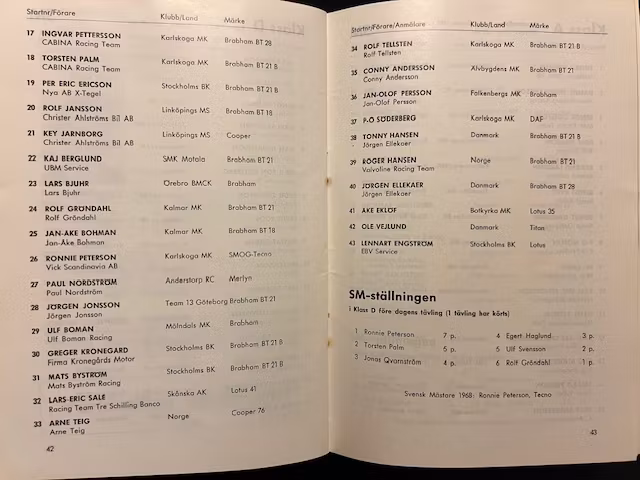 Startnr/Förare Klubb/Land Märke
17 INGVAR PETTERSSON Karlskoga MK Brabham BT 28
CABINA Racing Team
18 TORSTEN PALM Karlskoga MK Brabham BT 21 B
CABINA Racing Team
19 PER ERIC ERICSON Stockholms BK Brabham BT 21 B
Nya AB X-Tegel
20 ROLF JANSSON Linköpings MS Brabham BT 18
Christer Ahlströms Bil AB
21 KEY JARNBORG Linköpings MS Cooper
Christer Ahlströms Bil AB
22 KAJ BERGLUND SMK Motala Brabham BT 21
UBM Service
23 LARS BJUHR Örebro BMCK Brabham
Lars Bjuhr
24 ROLF GRÖNDAHL Kalmar MK Brabham BT 21
Rolf Gröndahl
25 JAN-ÅKE BOHMAN Kalmar MK Brabham BT 18
Jan-Åke Bohman
26 RONNIE PETERSON Karlskoga MK SMOG-Tecno
Vick Scandinavia AB
27 PAUL NORDSTRÖM Anderstorp RC Merlyn
Paul Nordström
28 JÖRGEN JONSSON Team 13 Göteborg Brabham BT 21
Jörgen Jonsson
29 ULF BOMAN Mölndals MK Brabham
Ulf Boman Racing
30 GREGER KRONEGARD Stockholms BK Brabham BT 21 B
Firma Kronegårds Motor
31 MATS BYSTRÖM Stockholms BK Brabham BT 21 B
Mats Byström Racing
32 LARS-ERIC SALE Skånska AK Lotus 41
Racing Team Tre Schilling Banco
33 ARNE TEIG Norge Cooper 76
Arne Teig
42
Startnr/Förare/Anmälare Klubb/Land Märke
34 ROLF TELLSTEN Karlskoga MK Brabham BT 21 B
Rolf Tellsten
35 CONNY ANDERSSON Älvbygdens MK Brabham BT 21
Conny Andersson
36 JAN-OLOF PERSSON Falkenbergs MK Brabham
Jan-Olof Persson
37 P-O SÖDERBERG Karlskoga MK DAF
38 TONNY HANSEN Danmark Brabham BT 21 B
Jörgen Ellekaer
39 ROGER HANSEN Norge Brabham BT 21
Valvoline Racing Team
40 JÖRGEN ELLEKAER Danmark Brabham BT 28
Jörgen Ellekaer
41 ÅKE EKLÖF Botkyrka MK Lotus 35
42 OLE VEJLUND Danmark Titan
43 LENNART ENGSTRÖM Stockholms BK Lotus
EBV Service
SM-ställningen
i Klass D före dagens tävling (1 tävling har körts)
1 Ronnie Peterson 7 p. 4 Egert Haglund 3 p.
2 Torsten Palm 5 p. 5 Ulf Svensson 2 p.
3 Jonas Qvarnström 4 p. 6 Rolf Gröndahl 1 p.
Svensk Mästare 1968: Ronnie Peterson, Tecno
43